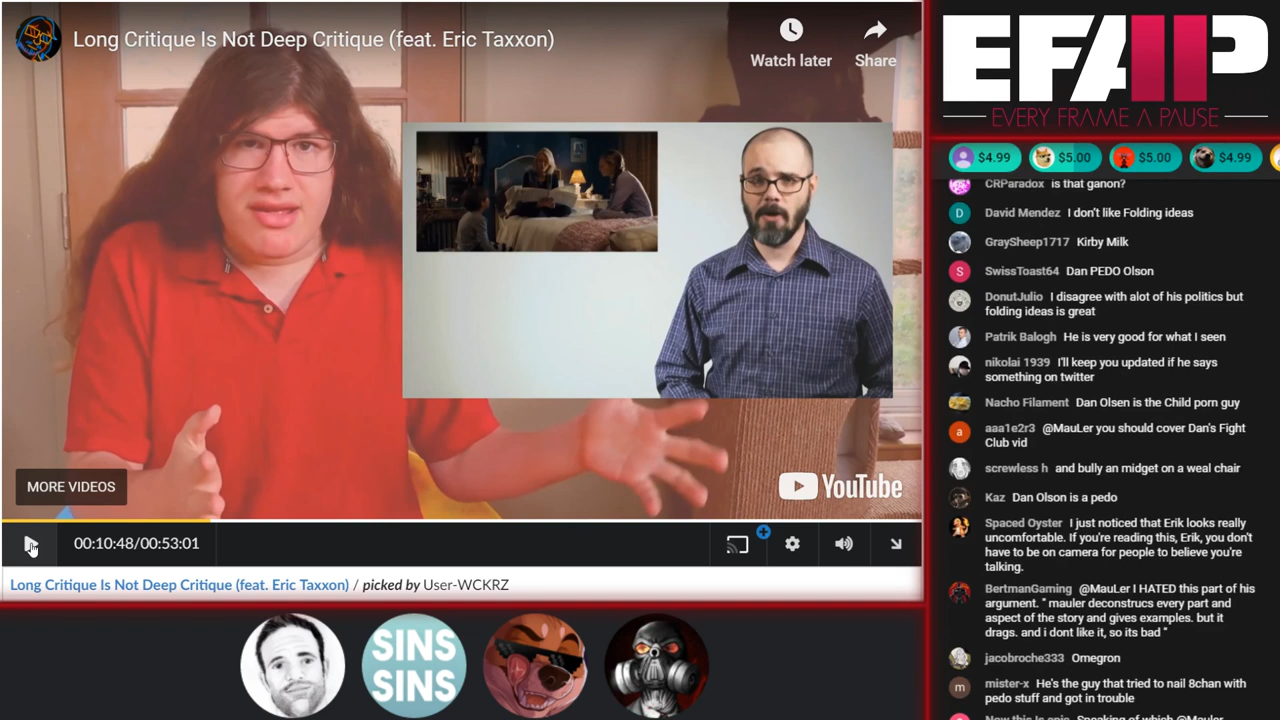 Long Critique Is Not Deep Critique (feat. Eric Taxxon)
Watch later
Share
MORE VIDEOS
YouTube
00:10:48/00:53:01
Long Critique Is Not Deep Critique (feat. Eric Taxxon) / picked by User-WCKRZ
SINS
SINS
EFAP
EVERY FRAME A PAUSE
$4.99
$5.00
$5.00
$4.99
CRParadox is that ganon?
D
David Mendez I don't like Folding ideas
GraySheep1717 Kirby Milk
S
SwissToast64 Dan PEDO Olson
DonutJulio I disagree with alot of his politics but
folding ideas is great
Patrik Balogh He is very good for what I seen
nikolai 1939 I'll keep you updated if he says
something on twitter
Nacho Filament Dan Olsen is the Child porn guy
a
aaa1e2r3 @MauLer you should cover Dan's Fight
Club vid
screwless h and bully an midget on a weal chair
Kaz Dan Olson is a pedo
Spaced Oyster I just noticed that Erik looks really
uncomfortable. If you're reading this, Erik, you don't
have to be on camera for people to believe you're
talking.
BertmanGaming @MauLer I HATED this part of his
argument. " mauler deconstrucs every part and
aspect of the story and gives examples. but it
drags. and i dont like it, so its bad "
jacobroche333 Omegron
m
mister-x He's the guy that tried to nail 8chan with
pedo stuff and got in trouble
Now this Is epic Speaking of which @Mauler